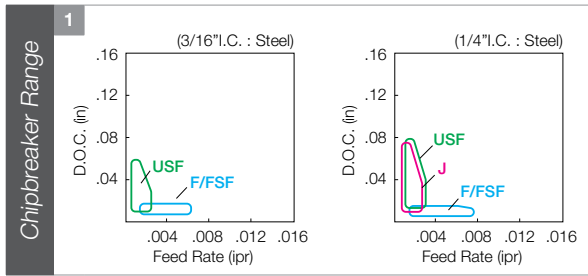 Chipbreaker Range
1
(3/16"I.C. : Steel)
.16
.12
.08
.04
D.O.C. (in)
USF
F/FSF
.004 .008 .012 .016
Feed Rate (ipr)
(1/4"I.C. : Steel)
.16
.12
.08
.04
D.O.C. (in)
USF
J
F/FSF
.004 .008 .012 .016
Feed Rate (ipr)